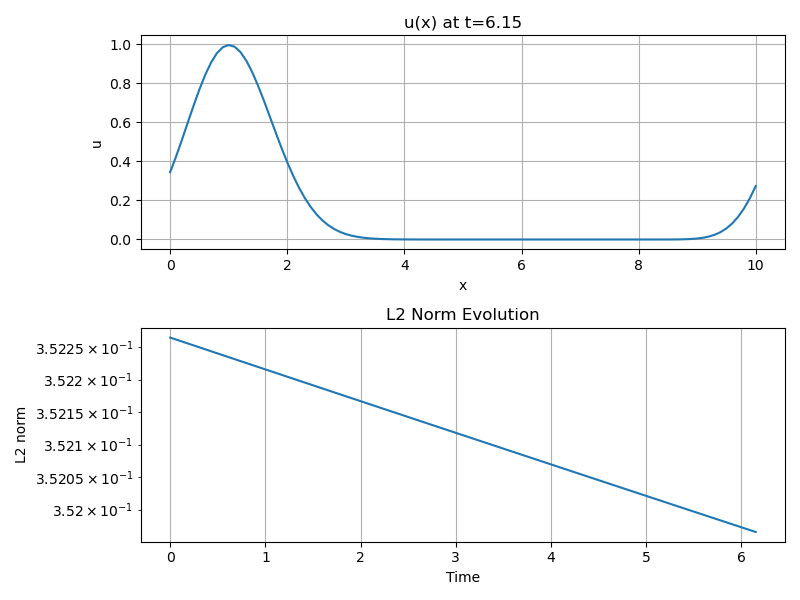 u(x) at t=6.15
1.0
0.8
0.6
0.4
0.2
0.0
u
0 2 4 6 8 10
x
L2 Norm Evolution
3.5225 × 10⁻¹
3.522 × 10⁻¹
3.5215 × 10⁻¹
3.521 × 10⁻¹
3.5205 × 10⁻¹
3.52 × 10⁻¹
L2 norm
0 1 2 3 4 5 6
Time